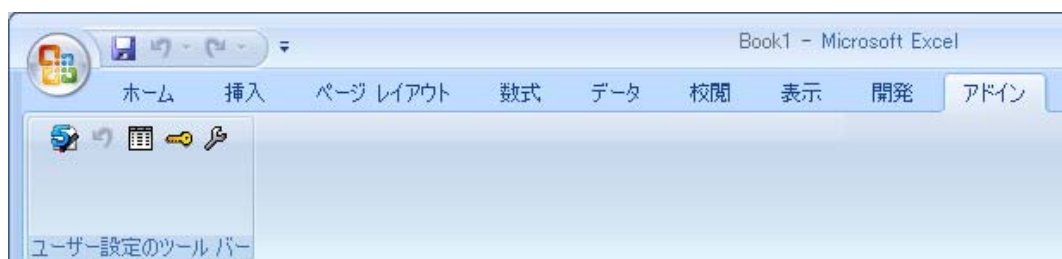 Book1 - Microsoft Excel
ホーム 挿入 ページ レイアウト 数式 データ 校閲 表示 開発 アドイン
ユーザー設定のツール バー